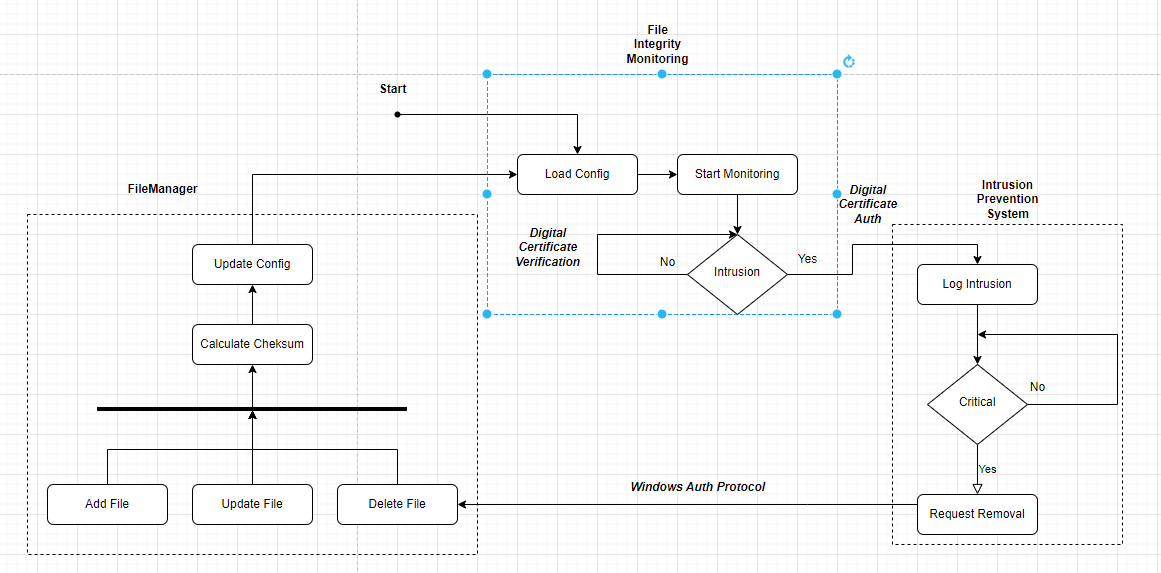 File
Integrity
Monitoring
Start
Load Config
Start Monitoring
FileManager
Digital
Certificate
Auth
Intrusion
Prevention
System
Digital
Certificate
Verification
No
Intrusion
Yes
Update Config
Log Intrusion
Calculate Cheksum
Critical
No
Yes
Windows Auth Protocol
Add File
Update File
Delete File
Request Removal